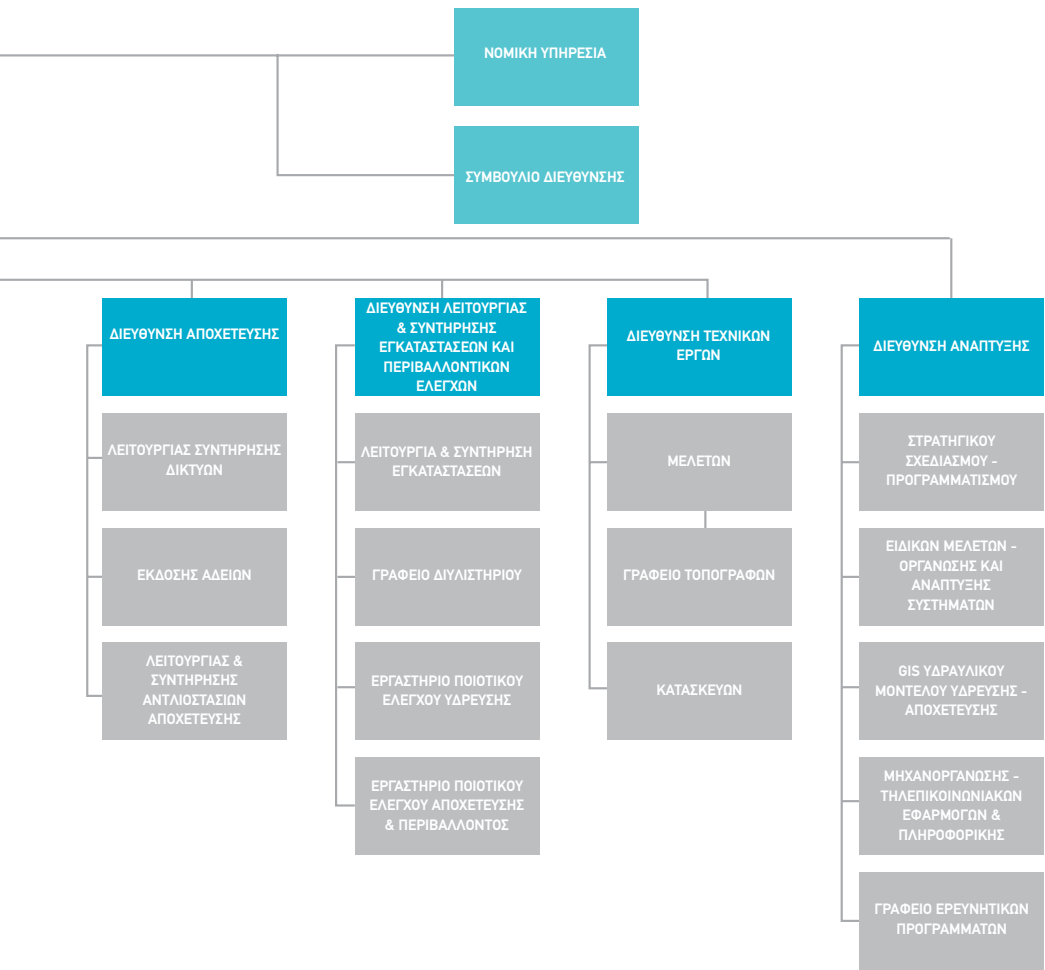 ΝΟΜΙΚΗ ΥΠΗΡΕΣΙΑ
ΣΥΜΒΟΥΛΙΟ ΔΙΕΥΘΥΝΣΗΣ
ΔΙΕΥΘΥΝΣΗ ΑΠΟΧΕΤΕΥΣΗΣ
ΛΕΙΤΟΥΡΓΙΑΣ ΣΥΝΤΗΡΗΣΗΣ
ΔΙΚΤΥΩΝ
ΕΚΔΟΣΗΣ ΑΔΕΙΩΝ
ΛΕΙΤΟΥΡΓΙΑΣ &
ΣΥΝΤΗΡΗΣΗΣ
ΑΝΤΛΙΟΣΤΑΣΙΩΝ
ΑΠΟΧΕΤΕΥΣΗΣ
ΔΙΕΥΘΥΝΣΗ ΛΕΙΤΟΥΡΓΙΑΣ
& ΣΥΝΤΗΡΗΣΗΣ
ΕΓΚΑΤΑΣΤΑΣΕΩΝ ΚΑΙ
ΠΕΡΙΒΑΛΛΟΝΤΙΚΩΝ
ΕΛΕΓΧΩΝ
ΛΕΙΤΟΥΡΓΙΑ & ΣΥΝΤΗΡΗΣΗ
ΕΓΚΑΤΑΣΤΑΣΕΩΝ
ΓΡΑΦΕΙΟ ΔΙΥΛΙΣΤΗΡΙΟΥ
ΕΡΓΑΣΤΗΡΙΟ ΠΟΙΟΤΙΚΟΥ
ΕΛΕΓΧΟΥ ΥΔΡΕΥΣΗΣ
ΕΡΓΑΣΤΗΡΙΟ ΠΟΙΟΤΙΚΟΥ
ΕΛΕΓΧΟΥ ΑΠΟΧΕΤΕΥΣΗΣ
& ΠΕΡΙΒΑΛΛΟΝΤΟΣ
ΔΙΕΥΘΥΝΣΗ ΤΕΧΝΙΚΩΝ
ΕΡΓΩΝ
ΜΕΛΕΤΩΝ
ΓΡΑΦΕΙΟ ΤΟΠΟΓΡΑΦΩΝ
ΚΑΤΑΣΚΕΥΩΝ
ΔΙΕΥΘΥΝΣΗ ΑΝΑΠΤΥΞΗΣ
ΣΤΡΑΤΗΓΙΚΟΥ
ΣΧΕΔΙΑΣΜΟΥ -
ΠΡΟΓΡΑΜΜΑΤΙΣΜΟΥ
ΕΙΔΙΚΩΝ ΜΕΛΕΤΩΝ -
ΟΡΓΑΝΩΣΗΣ ΚΑΙ
ΑΝΑΠΤΥΞΗΣ
ΣΥΣΤΗΜΑΤΩΝ
GIS ΥΔΡΑΥΛΙΚΟΥ
ΜΟΝΤΕΛΟΥ ΥΔΡΕΥΣΗΣ -
ΑΠΟΧΕΤΕΥΣΗΣ
ΜΗΧΑΝΟΡΓΑΝΩΣΗΣ -
ΤΗΛΕΠΙΚΟΙΝΩΝΙΑΚΩΝ
ΕΦΑΡΜΟΓΩΝ &
ΠΛΗΡΟΦΟΡΙΚΗΣ
ΓΡΑΦΕΙΟ ΕΡΕΥΝΗΤΙΚΩΝ
ΠΡΟΓΡΑΜΜΑΤΩΝ